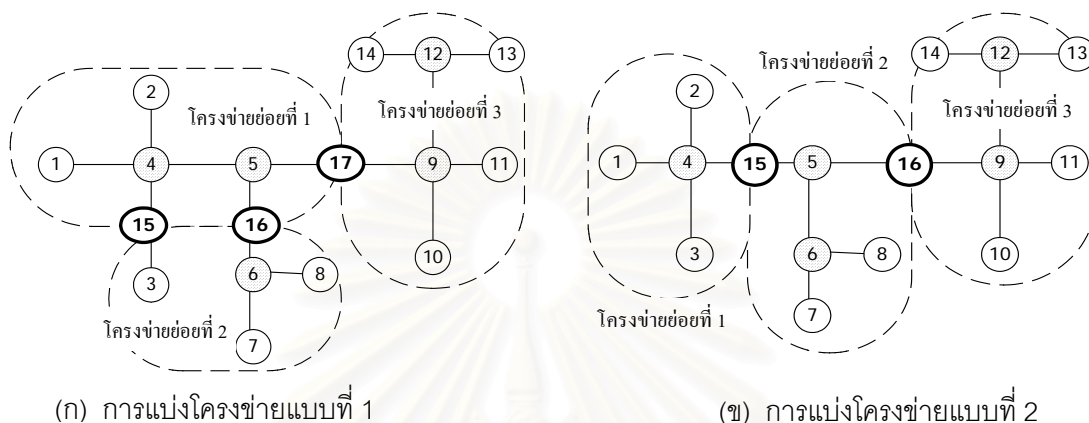 14 12 13
2
โครงข่ายย่อยที่ 1
โครงข่ายย่อยที่ 3
1 4 5 17 9 11
15 16
3 6 8 10
โครงข่ายย่อยที่ 2
7
(ก) การแบ่งโครงข่ายแบบที่ 1
14 12 13
โครงข่ายย่อยที่ 2
2
โครงข่ายย่อยที่ 3
1 4 15 5 16 9 11
3 6 8 10
7
โครงข่ายย่อยที่ 1
(ข) การแบ่งโครงข่ายแบบที่ 2